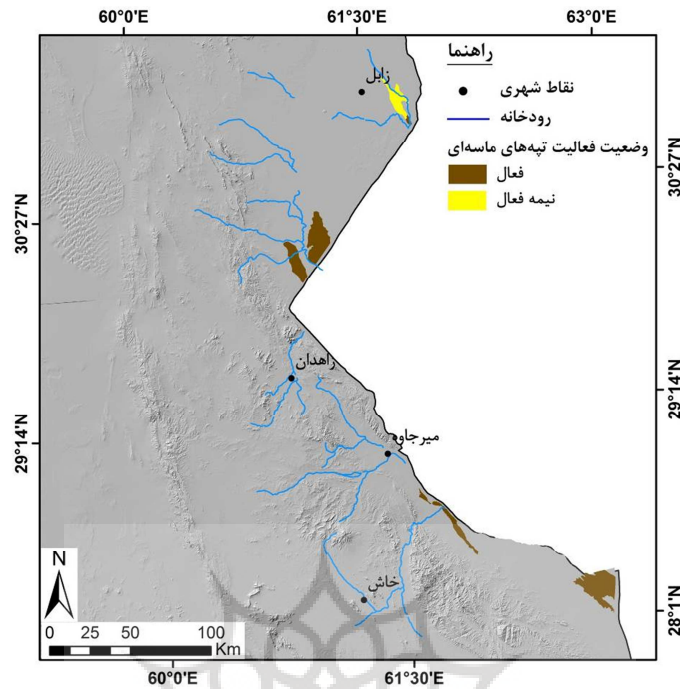 60°0'E 61°30'E 63°0'E
راهنما
نقاط شهری
رودخانه
وضعیت فعالیت تپه‌های ماسه‌ای
فعال
نیمه فعال
زابل
30°27'N
30°27'N
زاهدان
29°14'N
میرجاوه
29°14'N
خاش
28°1'N
N
0 25 50 100
Km
60°0'E 61°30'E